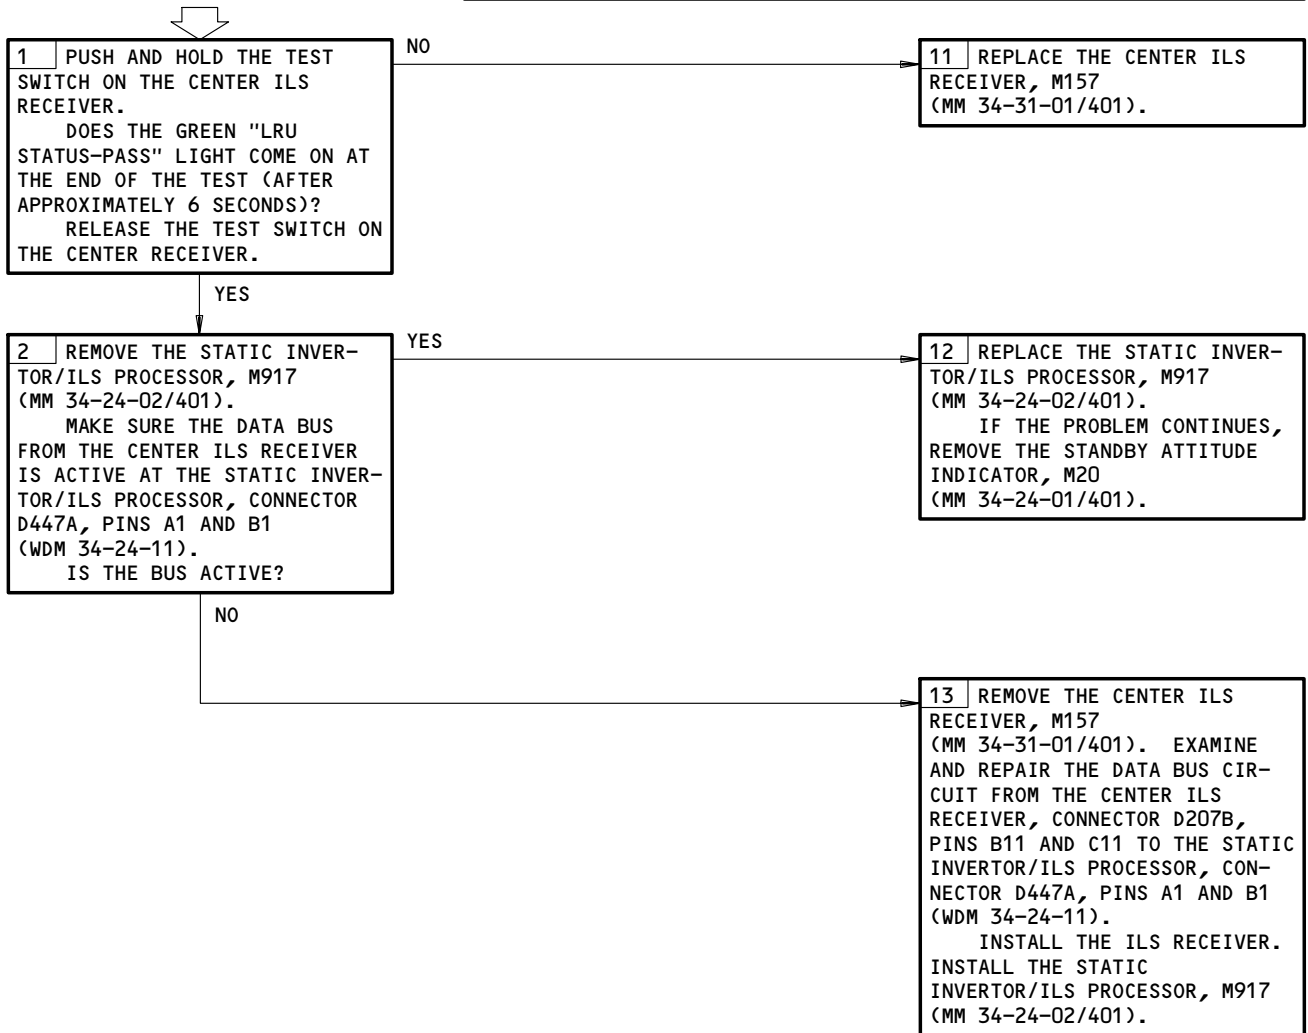 1 PUSH AND HOLD THE TEST
SWITCH ON THE CENTER ILS
RECEIVER.
DOES THE GREEN "LRU
STATUS-PASS" LIGHT COME ON AT
THE END OF THE TEST (AFTER
APPROXIMATELY 6 SECONDS)?
RELEASE THE TEST SWITCH ON
THE CENTER RECEIVER.
NO
11 REPLACE THE CENTER ILS
RECEIVER, M157
(MM 34-31-01/401).
YES
2 REMOVE THE STATIC INVER-
TOR/ILS PROCESSOR, M917
(MM 34-24-02/401).
MAKE SURE THE DATA BUS
FROM THE CENTER ILS RECEIVER
IS ACTIVE AT THE STATIC INVER-
TOR/ILS PROCESSOR, CONNECTOR
D447A, PINS A1 AND B1
(WDM 34-24-11).
IS THE BUS ACTIVE?
YES
12 REPLACE THE STATIC INVER-
TOR/ILS PROCESSOR, M917
(MM 34-24-02/401).
IF THE PROBLEM CONTINUES,
REMOVE THE STANDBY ATTITUDE
INDICATOR, M20
(MM 34-24-01/401).
NO
13 REMOVE THE CENTER ILS
RECEIVER, M157
(MM 34-31-01/401). EXAMINE
AND REPAIR THE DATA BUS CIR-
CUIT FROM THE CENTER ILS
RECEIVER, CONNECTOR D207B,
PINS B11 AND C11 TO THE STATIC
INVERTOR/ILS PROCESSOR, CON-
NECTOR D447A, PINS A1 AND B1
(WDM 34-24-11).
INSTALL THE ILS RECEIVER.
INSTALL THE STATIC
INVERTOR/ILS PROCESSOR, M917
(MM 34-24-02/401).